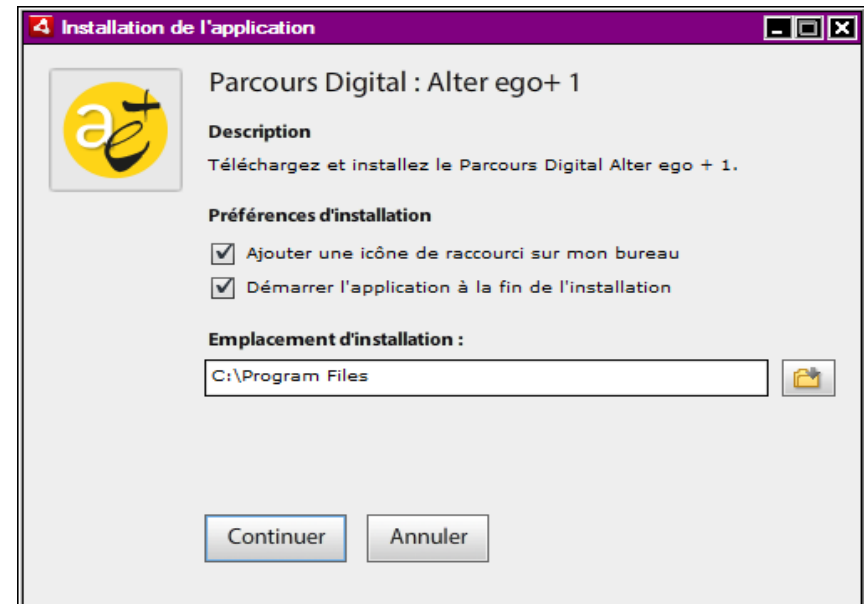 Installation de l'application
Parcours Digital : Alter ego+ 1
ae+
Description
Téléchargez et installez le Parcours Digital Alter ego + 1.
Préférences d'installation
Ajouter une icône de raccourci sur mon bureau
Démarrer l'application à la fin de l'installation
Emplacement d'installation :
C:\Program Files
Continuer
Annuler